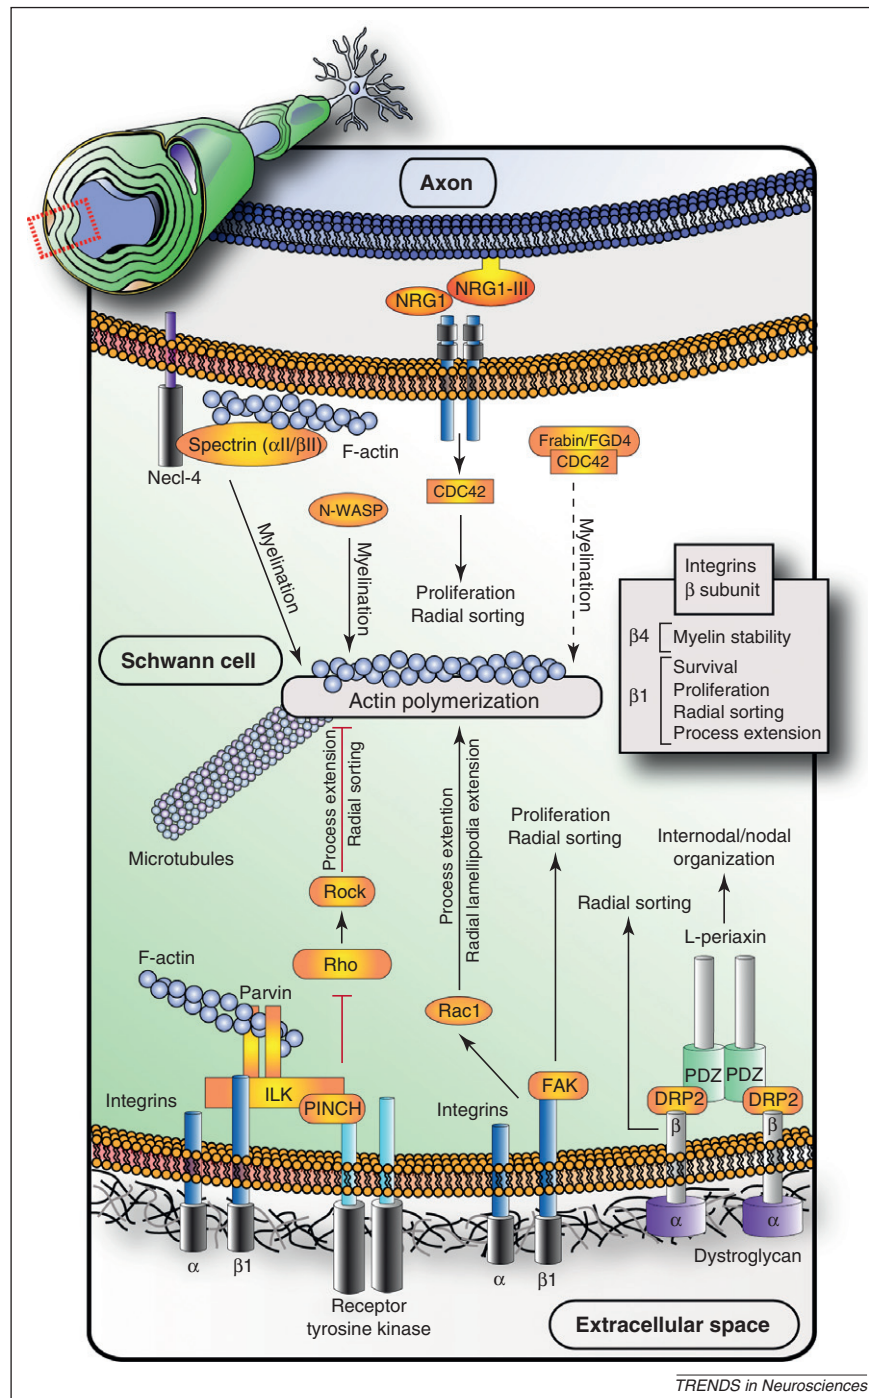 Axon
NRG1
NRG1-III
Spectrin (αII/βII)
F-actin
Necl-4
Frabin/FGD4
CDC42
CDC42
N-WASP
Myelination
Myelination
Myelination
Proliferation
Radial sorting
Integrins
β subunit
β4
Myelin stability
β1
Survival
Proliferation
Radial sorting
Process extension
Schwann cell
Actin polymerization
Microtubules
Process extension
Radial sorting
Process extention
Radial lamellipodia extension
Proliferation
Radial sorting
Internodal/nodal
organization
Radial sorting
L-periaxin
Rock
Rho
F-actin
Parvin
Rac1
ILK
PINCH
Integrins
Integrins
FAK
PDZ
PDZ
DRP2
DRP2
β
β
α
α
α
β1
α
β1
Dystroglycan
Receptor
tyrosine kinase
Extracellular space
TRENDS in Neurosciences